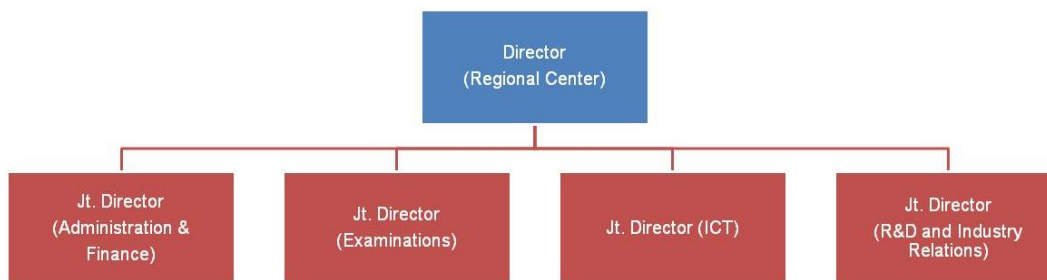 Director
(Regional Center)
Jt. Director
(Administration &
Finance)
Jt. Director
(Examinations)
Jt. Director (ICT)
Jt. Director
(R&D and Industry
Relations)